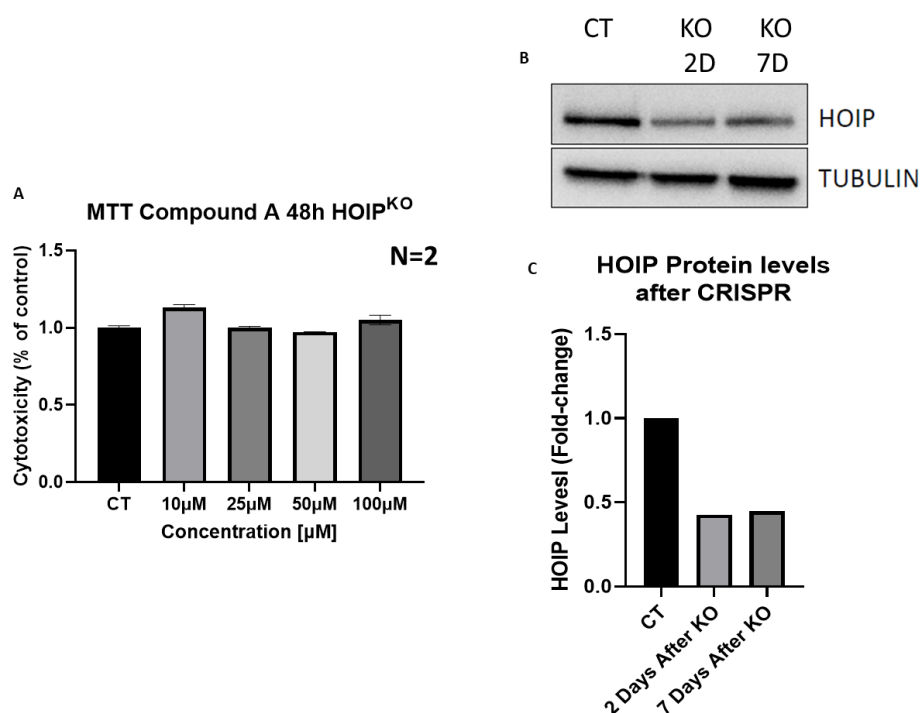 A
MTT Compound A 48h HOIPᴷᴼ
N=2
Cytotoxicity (% of control)
1.5
1.0
0.5
0.0
CT 10µM 25µM 50µM 100µM
Concentration [µM]
B
CT KO KO
2D 7D
HOIP
TUBULIN
C
HOIP Protein levels
after CRISPR
HOIP Levesl (Fold-change)
1.5
1.0
0.5
0.0
CT
2 Days After KO
7 Days After KO